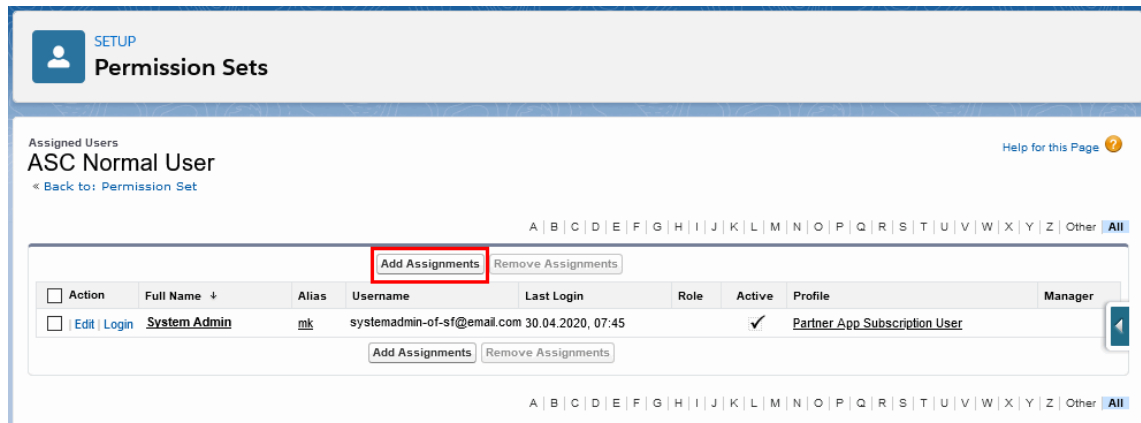 SETUP
Permission Sets
Assigned Users
ASC Normal User
« Back to: Permission Set
Help for this Page ?
A | B | C | D | E | F | G | H | I | J | K | L | M | N | O | P | Q | R | S | T | U | V | W | X | Y | Z | Other | All
Add Assignments Remove Assignments
Action Full Name ↓ Alias Username Last Login Role Active Profile Manager
| Edit | Login System Admin mk systemadmin-of-sf@email.com 30.04.2020, 07:45 ✓ Partner App Subscription User
Add Assignments Remove Assignments
A | B | C | D | E | F | G | H | I | J | K | L | M | N | O | P | Q | R | S | T | U | V | W | X | Y | Z | Other | All